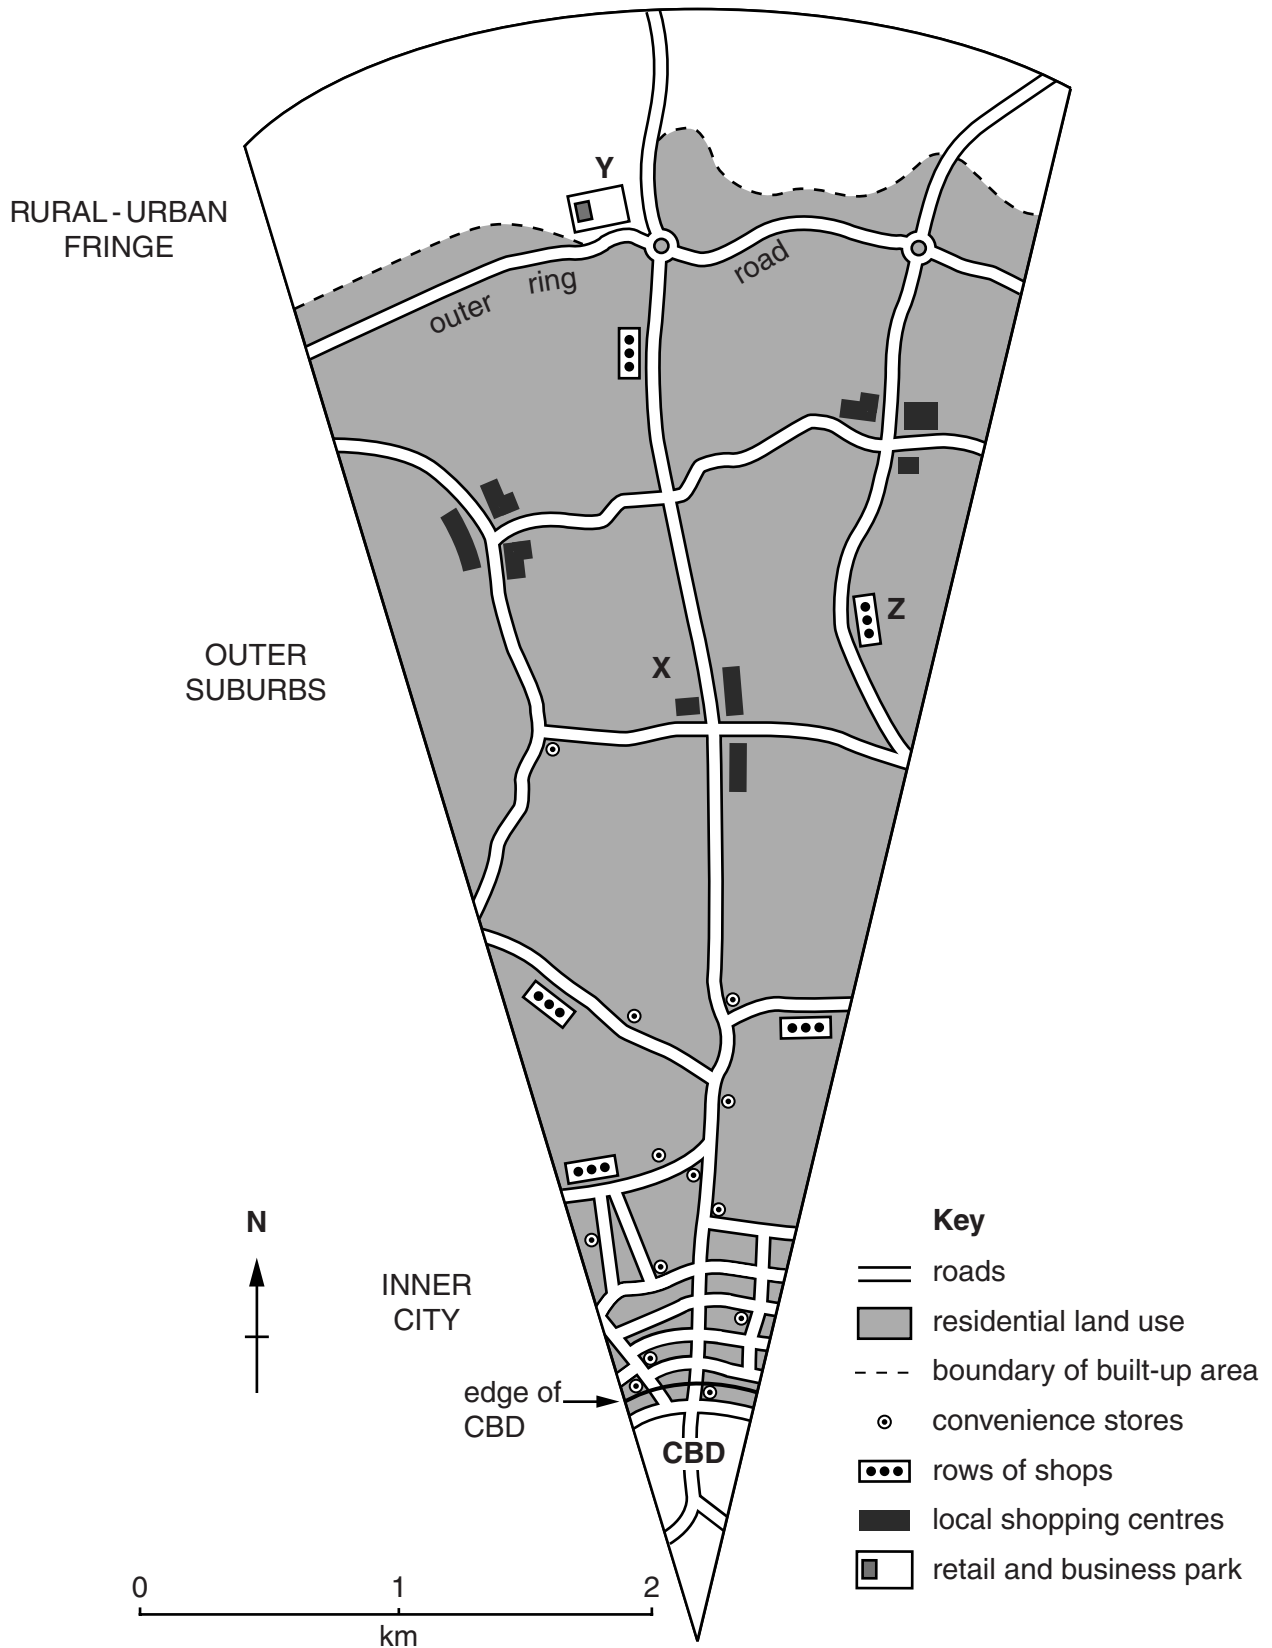 Y
RURAL - URBAN
FRINGE
outer ring road
Z
OUTER
SUBURBS
X
N
INNER
CITY
edge of
CBD
CBD
Key
roads
residential land use
boundary of built-up area
convenience stores
rows of shops
local shopping centres
retail and business park
0 1 2
km